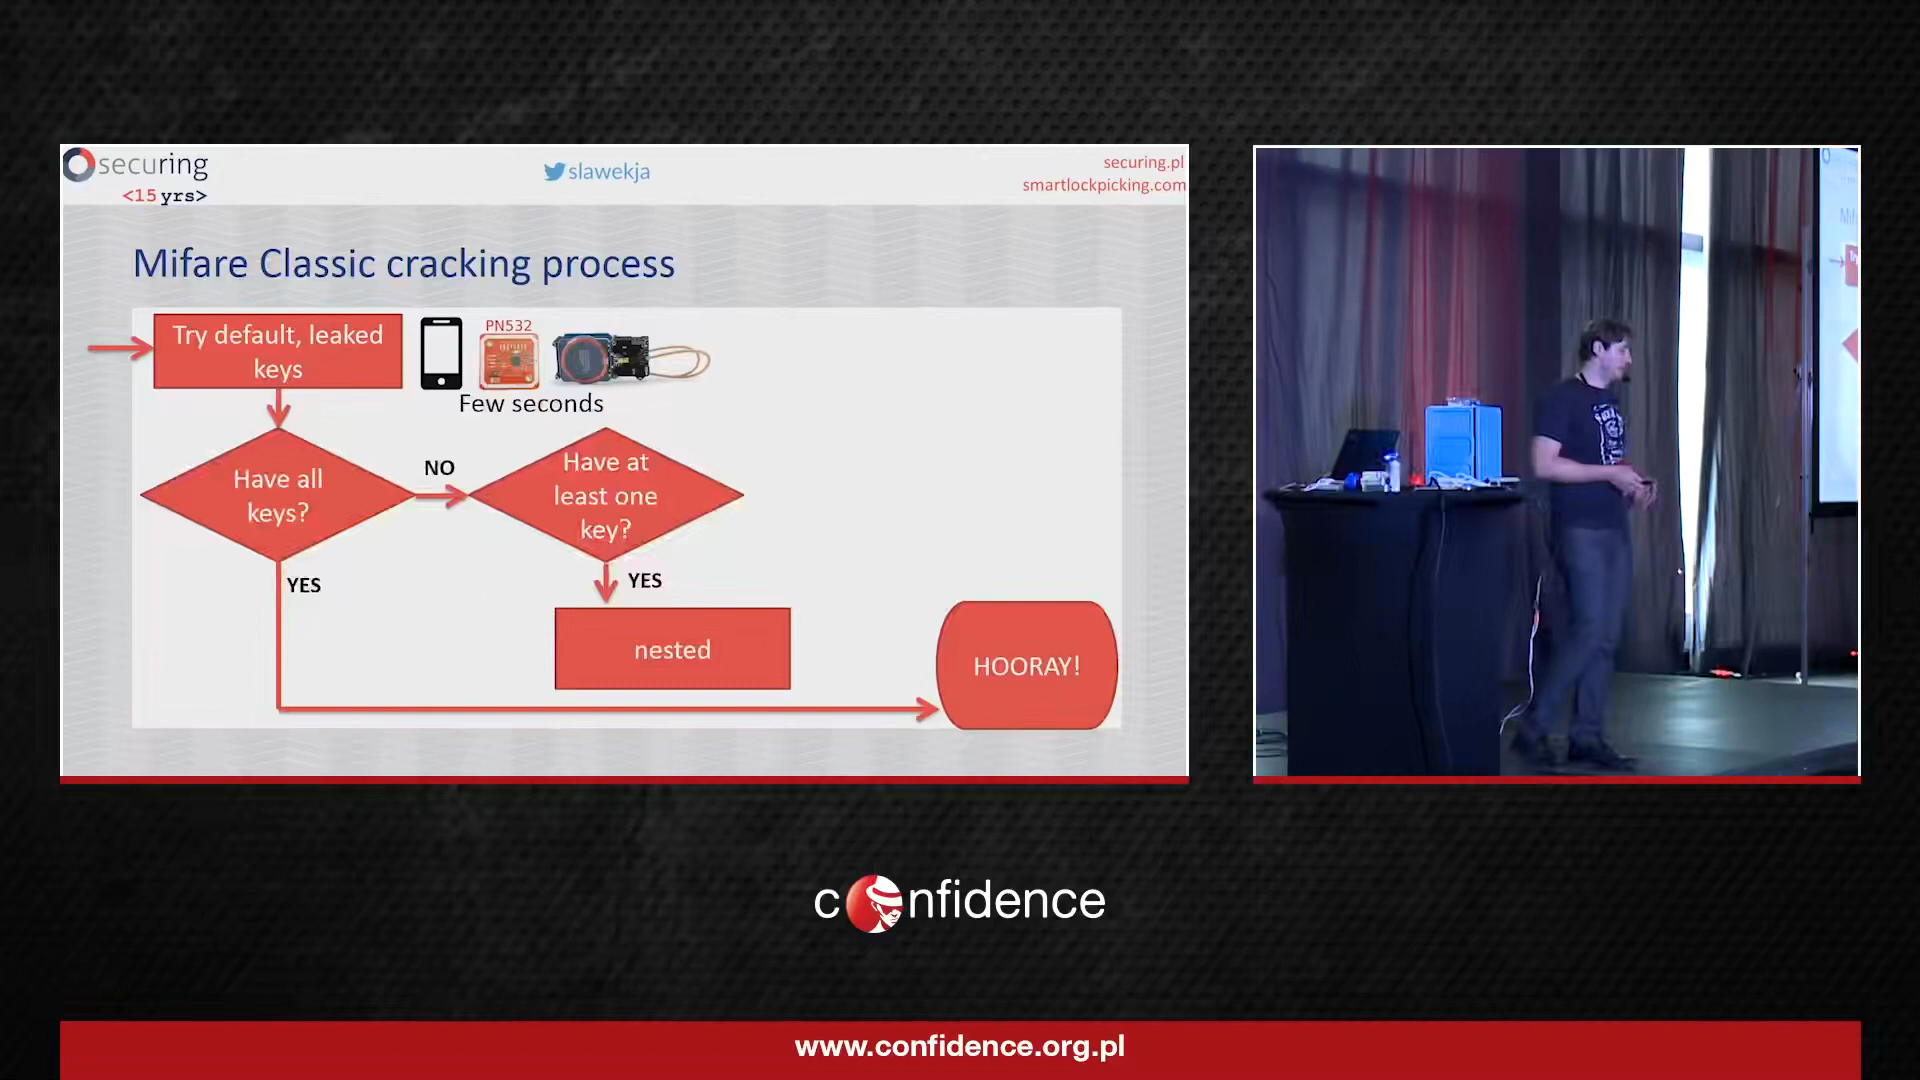 securing
<15 yrs>
slawekja
securing.pl
smartlockpicking.com
Mifare Classic cracking process
Try default, leaked
keys
PN532
Few seconds
Have all
keys?
NO
Have at
least one
key?
YES
YES
nested
HOORAY!
confidence
www.confidence.org.pl